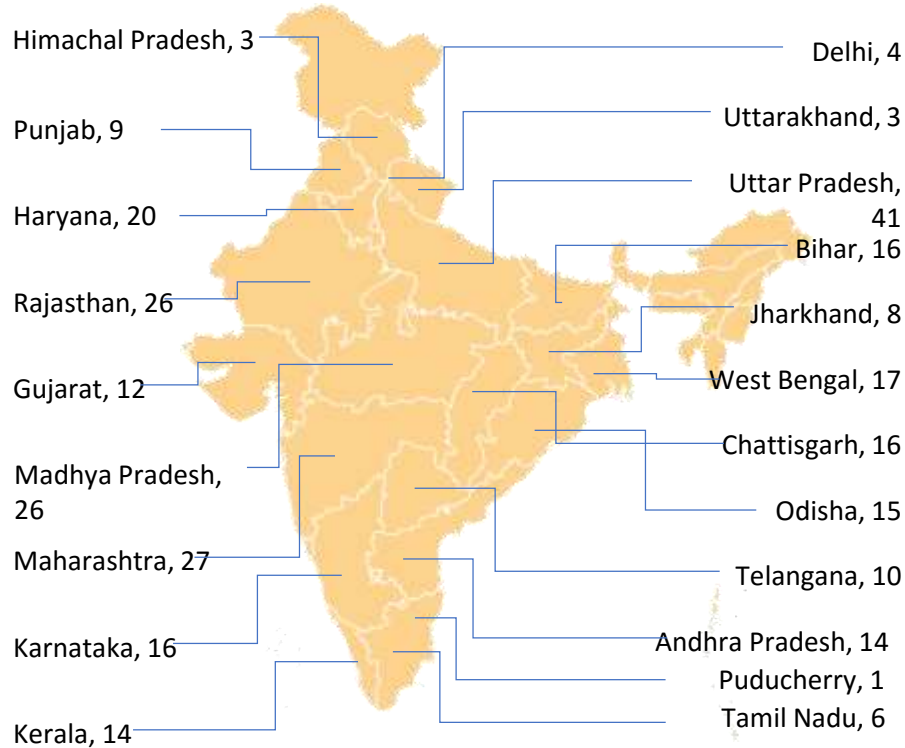 Himachal Pradesh, 3
Punjab, 9
Haryana, 20
Rajasthan, 26
Gujarat, 12
Madhya Pradesh,
26
Maharashtra, 27
Karnataka, 16
Kerala, 14
Delhi, 4
Uttarakhand, 3
Uttar Pradesh,
41
Bihar, 16
Jharkhand, 8
West Bengal, 17
Chattisgarh, 16
Odisha, 15
Telangana, 10
Andhra Pradesh, 14
Puducherry, 1
Tamil Nadu, 6